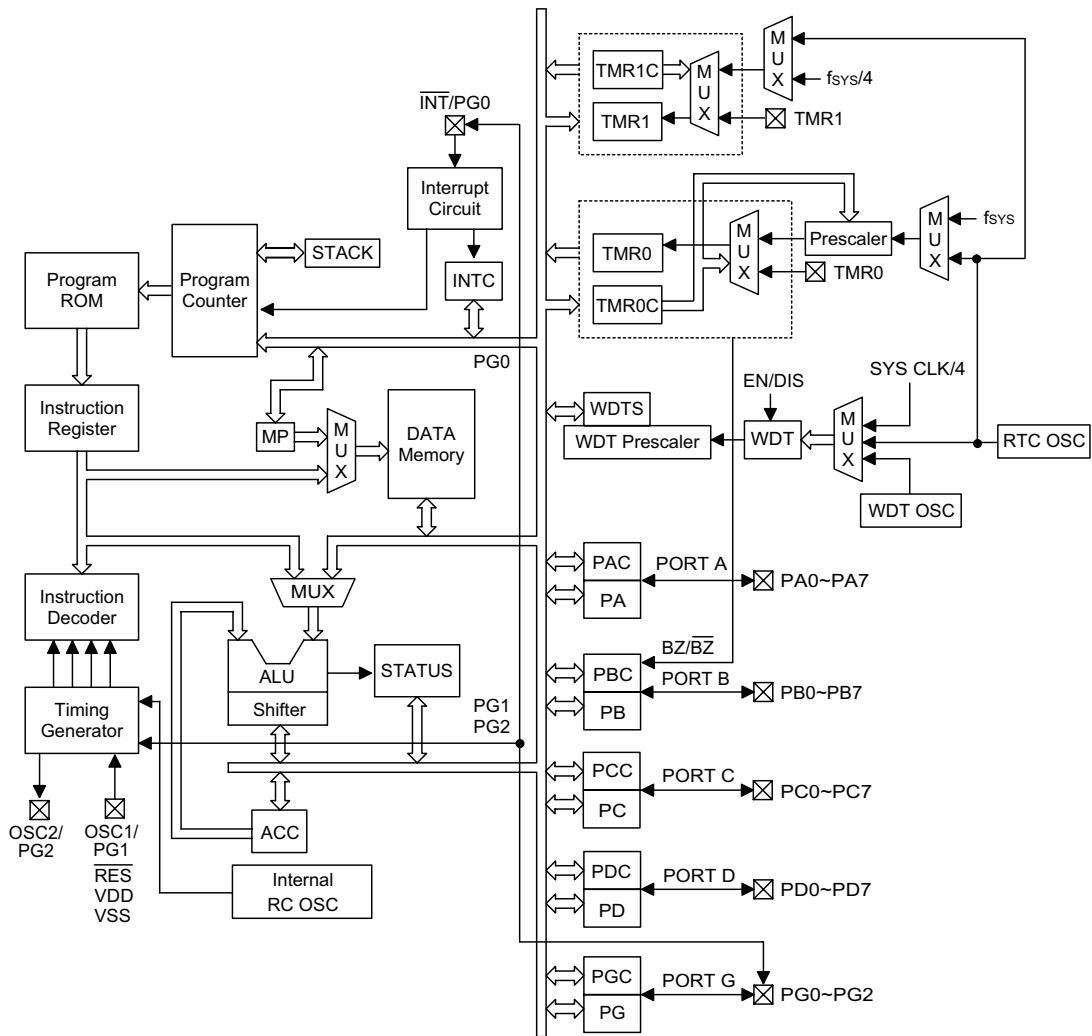 INT/PG0
Interrupt
Circuit
STACK
Program
Counter
Program
ROM
INTC
PG0
Instruction
Register
MP
M
U
X
DATA
Memory
Instruction
Decoder
MUX
ALU
Shifter
STATUS
Timing
Generator
PG1
PG2
OSC2/
PG2
OSC1/
PG1
RES
VDD
VSS
ACC
Internal
RC OSC
TMR1C
TMR1
M
U
X
M
U
X
fSYS/4
TMR1
TMR0
TMR0C
M
U
X
Prescaler
TMR0
M
U
X
fSYS
EN/DIS
SYS CLK/4
WDTS
WDT Prescaler
WDT
M
U
X
RTC OSC
WDT OSC
PAC
PA
PORT A
PA0~PA7
BZ/BZ
PBC
PB
PORT B
PB0~PB7
PCC
PC
PORT C
PC0~PC7
PDC
PD
PORT D
PD0~PD7
PGC
PG
PORT G
PG0~PG2